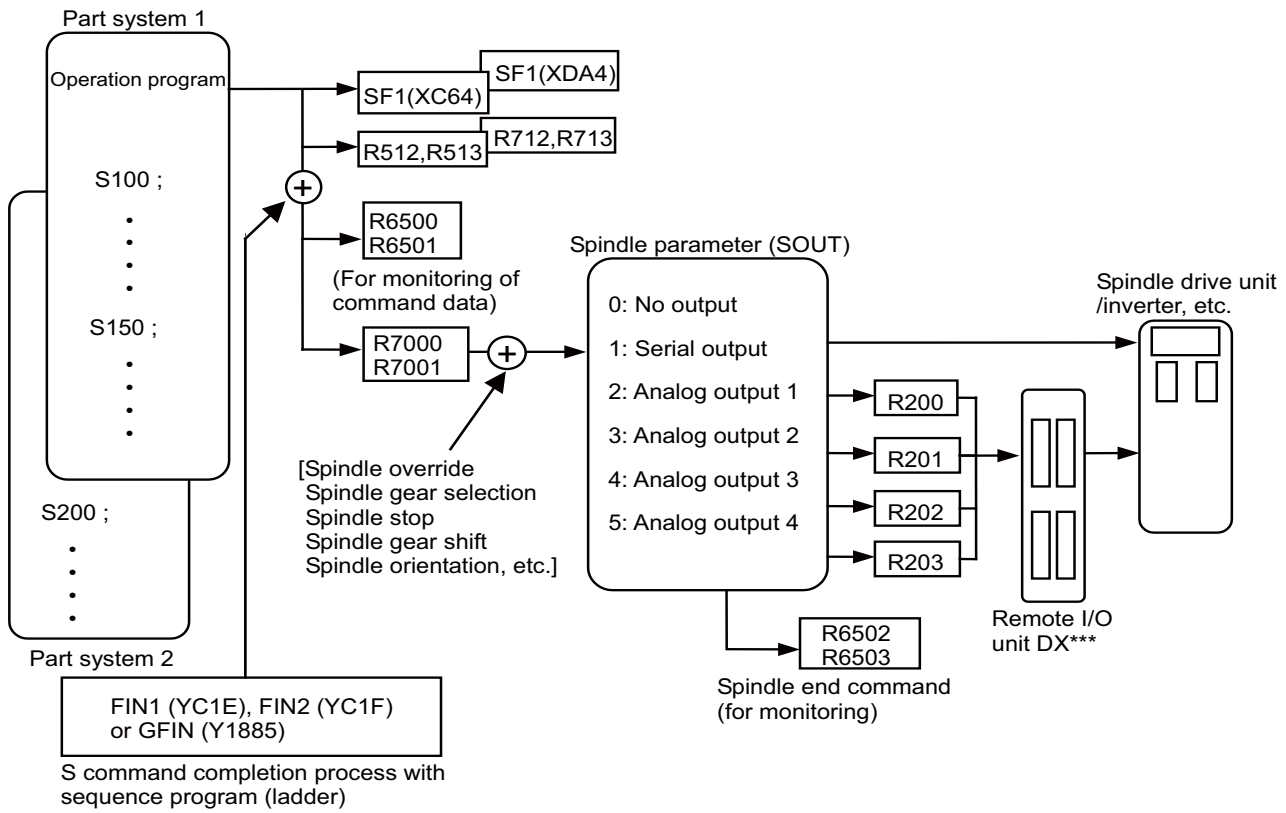 Part system 1
Operation program
S100 ;
S150 ;
S200 ;
Part system 2
SF1(XC64)
SF1(XDA4)
R512,R513
R712,R713
R6500
R6501
(For monitoring of
command data)
R7000
R7001
[Spindle override
Spindle gear selection
Spindle stop
Spindle gear shift
Spindle orientation, etc.]
FIN1 (YC1E), FIN2 (YC1F)
or GFIN (Y1885)
S command completion process with
sequence program (ladder)
Spindle parameter (SOUT)
0: No output
1: Serial output
2: Analog output 1
3: Analog output 2
4: Analog output 3
5: Analog output 4
R200
R201
R202
R203
R6502
R6503
Spindle end command
(for monitoring)
Remote I/O
unit DX***
Spindle drive unit
/inverter, etc.